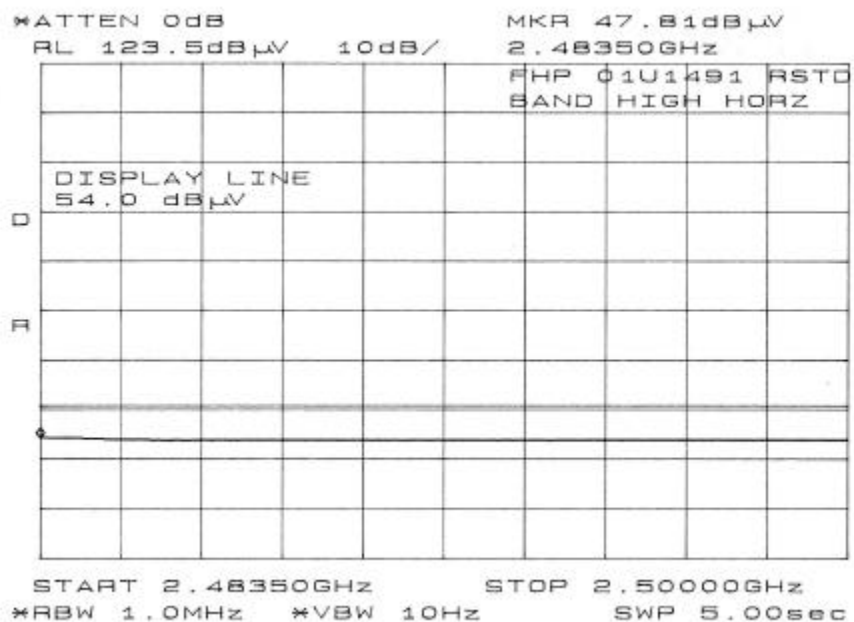 *ATTEN 0dB MKR 47.81dBµV
RL 123.5dBµV 10dB/ 2.48350GHz
FHP 01U1491 RSTD
BAND HIGH HORZ
DISPLAY LINE
54.0 dBµV
D
R
START 2.48350GHz STOP 2.50000GHz
*RBW 1.0MHz *VBW 10Hz SWP 5.00sec